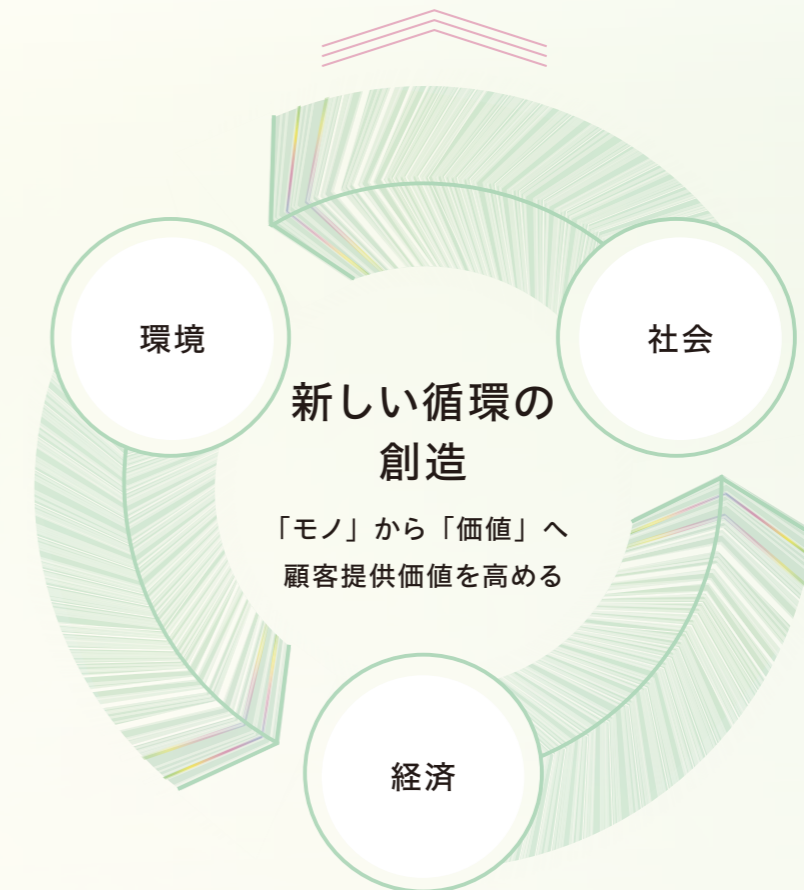 環境
社会
新しい循環の
創造
「モノ」から「価値」へ
顧客提供価値を高める
経済